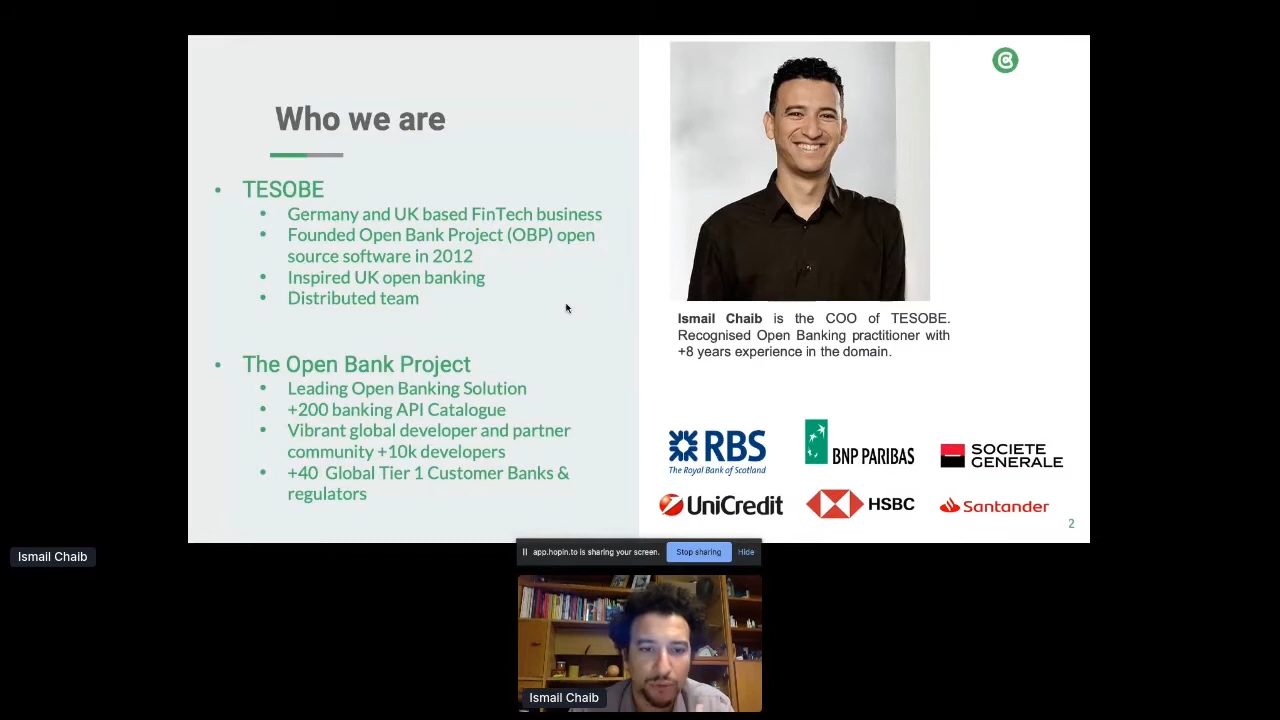 Who we are
• TESOBE
• Germany and UK based FinTech business
• Founded Open Bank Project (OBP) open
source software in 2012
• Inspired UK open banking
• Distributed team
• The Open Bank Project
• Leading Open Banking Solution
• +200 banking API Catalogue
• Vibrant global developer and partner
community +10k developers
• +40 Global Tier 1 Customer Banks &
regulators
Ismail Chaib is the COO of TESOBE.
Recognised Open Banking practitioner with
+8 years experience in the domain.
RBS
The Royal Bank of Scotland
BNP PARIBAS
SOCIETE
GENERALE
UniCredit
HSBC
Santander
2
Ismail Chaib
app.hopin.to is sharing your screen.
Stop sharing
Hide
Ismail Chaib